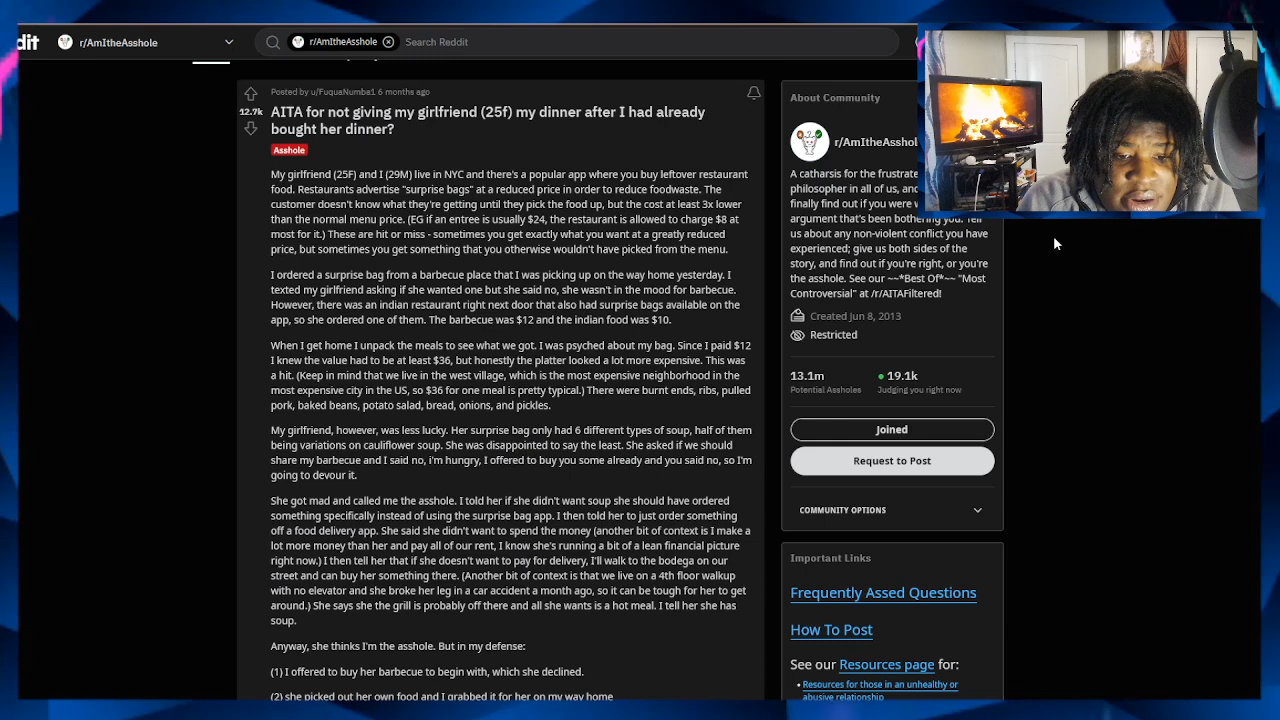 dit
r/AmItheAsshole
r/AmItheAsshole
Search Reddit
Posted by u/FuquaNumba1 6 months ago
12.7k
AITA for not giving my girlfriend (25f) my dinner after I had already
bought her dinner?
Asshole
My girlfriend (25F) and I (29M) live in NYC and there's a popular app where you buy leftover restaurant
food. Restaurants advertise "surprise bags" at a reduced price in order to reduce foodwaste. The
customer doesn't know what they're getting until they pick the food up, but the cost at least 3x lower
than the normal menu price. (EG if en entree is usually $24, the restaurant is allowed to charge $8 at
most for it.) These are hit or miss - sometimes you get exactly what you want at a greatly reduced
price, but sometimes you get something that you otherwise wouldn't have picked from the menu.
I ordered a surprise bag from a barbecue place that I was picking up on the way home yesterday. I
texted my girlfriend asking if she wanted one but she said no, she wasn't in the mood for barbecue.
However, there was an indian restaurant right next door that also had surprise bags available on the
app, so she ordered one of them. The barbecue was $12 and the indian food was $10.
When I get home I unpack the meals to see what we got. I was psyched about my bag. Since I paid $12
I knew the value had to be at least $36, but honestly the platter looked a lot more expensive. This was
a hit. (Keep in mind that we live in the west village, which is the most expensive neighborhood in the
most expensive city in the US, so $36 for one meal is pretty typical.) There were burnt ends, ribs, pulled
pork, baked beans, potato salad, bread, onions, and pickles.
My girlfriend, however, was less lucky. Her surprise bag only had 6 different types of soup, half of them
being variations on cauliflower soup. She was disappointed to say the least. She asked if we should
share my barbecue and I said no, i'm hungry, I offered to buy you some already and you said no, so I'm
going to devour it.
She got mad and called me the asshole. I told her if she didn't want soup she should have ordered
something specifically instead of using the surprise bag app. I then told her to just order something
off a food delivery app. She said she didn't want to spend the money (another bit of context is I make a
lot more money than her and pay all of our rent, I know she's running a bit of a lean financial picture
right now.) I then tell her that if she doesn't want to pay for delivery, I'll walk to the bodega on our
street and can buy her something there. (Another bit of context is that we live on a 4th floor walkup
with no elevator and she broke her leg in a car accident a month ago, so it can be tough for her to get
around.) She says she the grill is probably off there and all she wants is a hot meal. I tell her she has
soup.
Anyway, she thinks I'm the asshole. But in my defense:
(1) I offered to buy her barbecue to begin with, which she declined.
(2) she picked out her own food and I grabbed it for her on my way home
About Community
r/AmItheAsshol
A catharsis for the frustrate
philosopher in all of us, and
finally find out if you were w
argument that's been bothering you. Tell
us about any non-violent conflict you have
experienced; give us both sides of the
story, and find out if you're right, or you're
the asshole. See our ~~*Best Of*~~ "Most
Controversial" at /r/AITAFiltered!
Created Jun 8, 2013
Restricted
13.1m
Potential Assholes
19.1k
Judging you right now
Joined
Request to Post
COMMUNITY OPTIONS
Important Links
Frequently Assed Questions
How To Post
See our Resources page for:
• Resources for those in an unhealthy or
abusive relationship